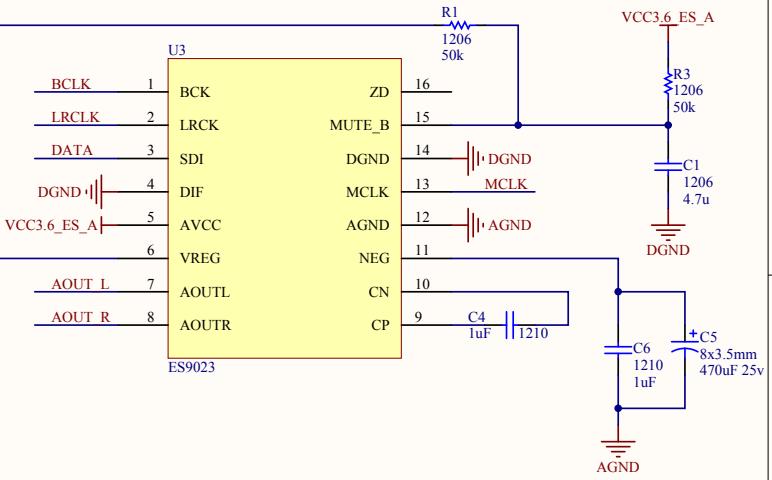 R1
1206
50k
VCC3.6_ES_A
R3
1206
50k
U3
BCLK 1 BCK ZD 16
LRCLK 2 LRCK MUTE_B 15
DATA 3 SDI DGND 14 DGND
DGND 4 DIF MCLK 13 MCLK
VCC3.6_ES_A 5 AVCC AGND 12 AGND
6 VREG NEG 11
AOUT_L 7 AOUTL CN 10
AOUT_R 8 AOUTR CP 9
ES9023
C1
1206
4.7u
DGND
C4
1uF 1210
C6
1210
1uF
+ C5
8x3.5mm
470uF 25v
AGND